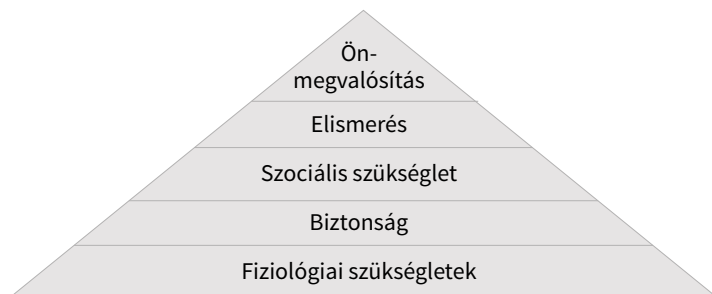 Ön-
megvalósítás
Elismerés
Szociális szükséglet
Biztonság
Fiziológiai szükségletek